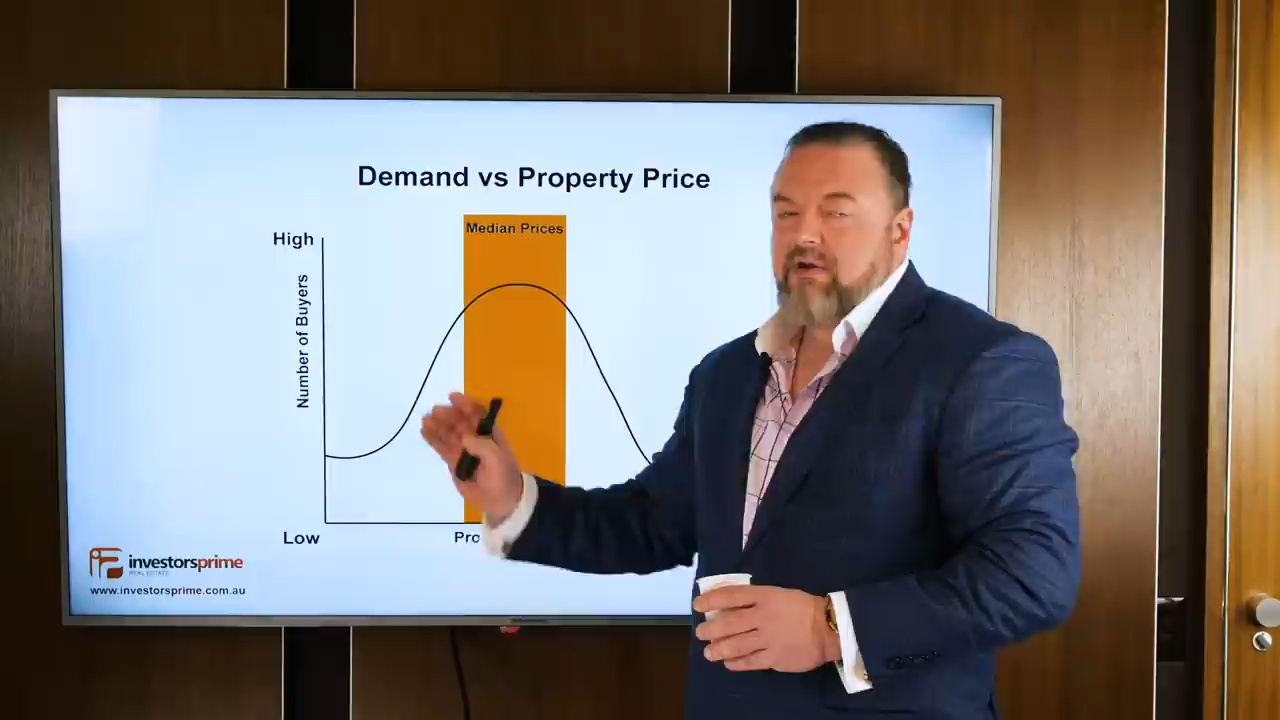 Demand vs Property Price
Median Prices
High
Number of Buyers
Low
investorsprime
REAL ESTATE
www.investorsprime.com.au